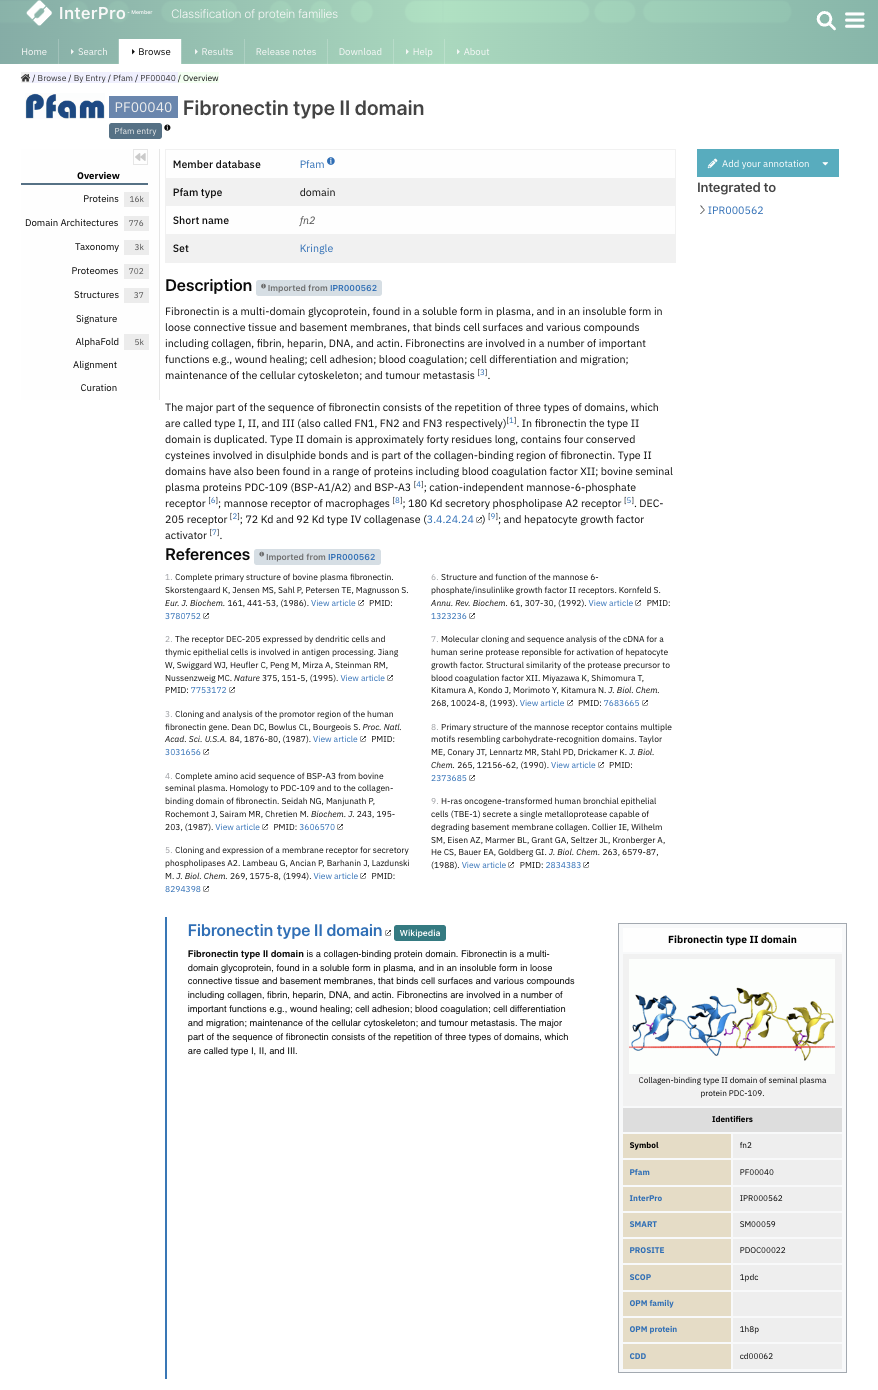 InterPro - Member
Classification of protein families
Home
Search
Browse
Results
Release notes
Download
Help
About
/ Browse / By Entry / Pfam / PF00040 / Overview
Pfam PF00040 Fibronectin type II domain
Pfam entry
Overview
Proteins 16k
Domain Architectures 776
Taxonomy 3k
Proteomes 702
Structures 37
Signature
AlphaFold 5k
Alignment
Curation
Member database Pfam
Pfam type domain
Short name fn2
Set Kringle
Add your annotation
Integrated to
IPR000562
Description Imported from IPR000562
Fibronectin is a multi-domain glycoprotein, found in a soluble form in plasma, and in an insoluble form in
loose connective tissue and basement membranes, that binds cell surfaces and various compounds
including collagen, fibrin, heparin, DNA, and actin. Fibronectins are involved in a number of important
functions e.g., wound healing; cell adhesion; blood coagulation; cell differentiation and migration;
maintenance of the cellular cytoskeleton; and tumour metastasis [3].
The major part of the sequence of fibronectin consists of the repetition of three types of domains, which
are called type I, II, and III (also called FN1, FN2 and FN3 respectively)[1]. In fibronectin the type II
domain is duplicated. Type II domain is approximately forty residues long, contains four conserved
cysteines involved in disulphide bonds and is part of the collagen-binding region of fibronectin. Type II
domains have also been found in a range of proteins including blood coagulation factor XII; bovine seminal
plasma proteins PDC-109 (BSP-A1/A2) and BSP-A3 [4]; cation-independent mannose-6-phosphate
receptor [6]; mannose receptor of macrophages [8]; 180 Kd secretory phospholipase A2 receptor [5]. DEC-
205 receptor [2]; 72 Kd and 92 Kd type IV collagenase (3.4.24.24) [9]; and hepatocyte growth factor
activator [7].
References Imported from IPR000562
1. Complete primary structure of bovine plasma fibronectin.
Skorstengaard K, Jensen MS, Sahl P, Petersen TE, Magnusson S.
Eur. J. Biochem. 161, 441-53, (1986). View article PMID:
3780752
2. The receptor DEC-205 expressed by dendritic cells and
thymic epithelial cells is involved in antigen processing. Jiang
W, Swiggard WJ, Heufler C, Peng M, Mirza A, Steinman RM,
Nussenzweig MC. Nature 375, 151-5, (1995). View article
PMID: 7753172
3. Cloning and analysis of the promotor region of the human
fibronectin gene. Dean DC, Bowlus CL, Bourgeois S. Proc. Natl.
Acad. Sci. U.S.A. 84, 1876-80, (1987). View article PMID:
3031656
4. Complete amino acid sequence of BSP-A3 from bovine
seminal plasma. Homology to PDC-109 and to the collagen-
binding domain of fibronectin. Seidah NG, Manjunath P,
Rochemont J, Sairam MR, Chretien M. Biochem. J. 243, 195-
203, (1987). View article PMID: 3606570
5. Cloning and expression of a membrane receptor for secretory
phospholipases A2. Lambeau G, Ancian P, Barhanin J, Lazdunski
M. J. Biol. Chem. 269, 1575-8, (1994). View article PMID:
8294398
6. Structure and function of the mannose 6-
phosphate/insulinlike growth factor II receptors. Kornfeld S.
Annu. Rev. Biochem. 61, 307-30, (1992). View article PMID:
1323236
7. Molecular cloning and sequence analysis of the cDNA for a
human serine protease reponsible for activation of hepatocyte
growth factor. Structural similarity of the protease precursor to
blood coagulation factor XII. Miyazawa K, Shimomura T,
Kitamura A, Kondo J, Morimoto Y, Kitamura N. J. Biol. Chem.
268, 10024-8, (1993). View article PMID: 7683665
8. Primary structure of the mannose receptor contains multiple
motifs resembling carbohydrate-recognition domains. Taylor
ME, Conary JT, Lennartz MR, Stahl PD, Drickamer K. J. Biol.
Chem. 265, 12156-62, (1990). View article PMID:
2373685
9. H-ras oncogene-transformed human bronchial epithelial
cells (TBE-1) secrete a single metalloprotease capable of
degrading basement membrane collagen. Collier IE, Wilhelm
SM, Eisen AZ, Marmer BL, Grant GA, Seltzer JL, Kronberger A,
He CS, Bauer EA, Goldberg GI. J. Biol. Chem. 263, 6579-87,
(1988). View article PMID: 2834383
Fibronectin type II domain Wikipedia
Fibronectin type II domain is a collagen-binding protein domain. Fibronectin is a multi-
domain glycoprotein, found in a soluble form in plasma, and in an insoluble form in loose
connective tissue and basement membranes, that binds cell surfaces and various compounds
including collagen, fibrin, heparin, DNA, and actin. Fibronectins are involved in a number of
important functions e.g., wound healing; cell adhesion; blood coagulation; cell differentiation
and migration; maintenance of the cellular cytoskeleton; and tumour metastasis. The major
part of the sequence of fibronectin consists of the repetition of three types of domains, which
are called type I, II, and III.
Fibronectin type II domain
Collagen-binding type II domain of seminal plasma
protein PDC-109.
Identifiers
Symbol fn2
Pfam PF00040
InterPro IPR000562
SMART SM00059
PROSITE PDOC00022
SCOP 1pdc
OPM family
OPM protein 1h8p
CDD cd00062